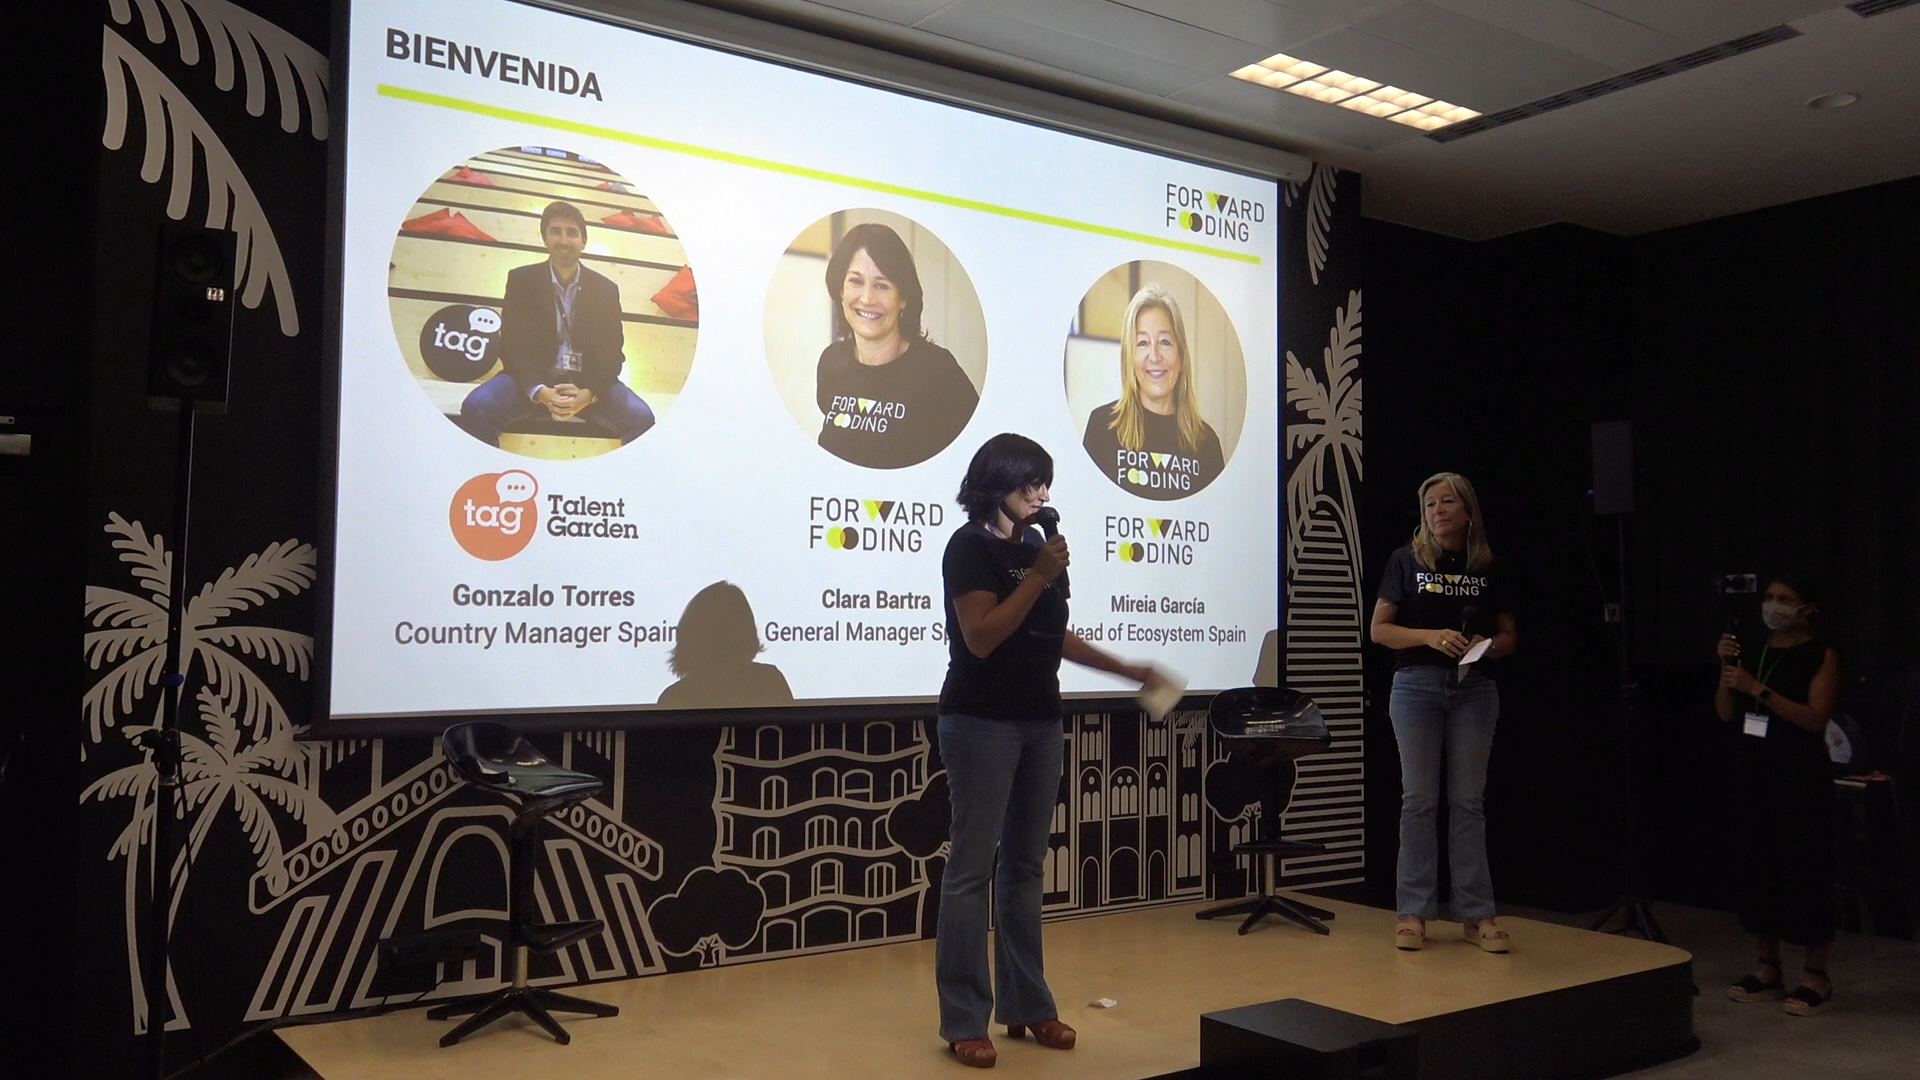 BIENVENIDA
FORWARD
FOODING
tag
FORWARD
FOODING
FORWARD
FOODING
tag
Talent
Garden
FORWARD
FOODING
FORWARD
FOODING
Gonzalo Torres
Country Manager Spain
Clara Bartra
General Manager
Mireia García
of Ecosystem Spain
FORWARD
FOODING